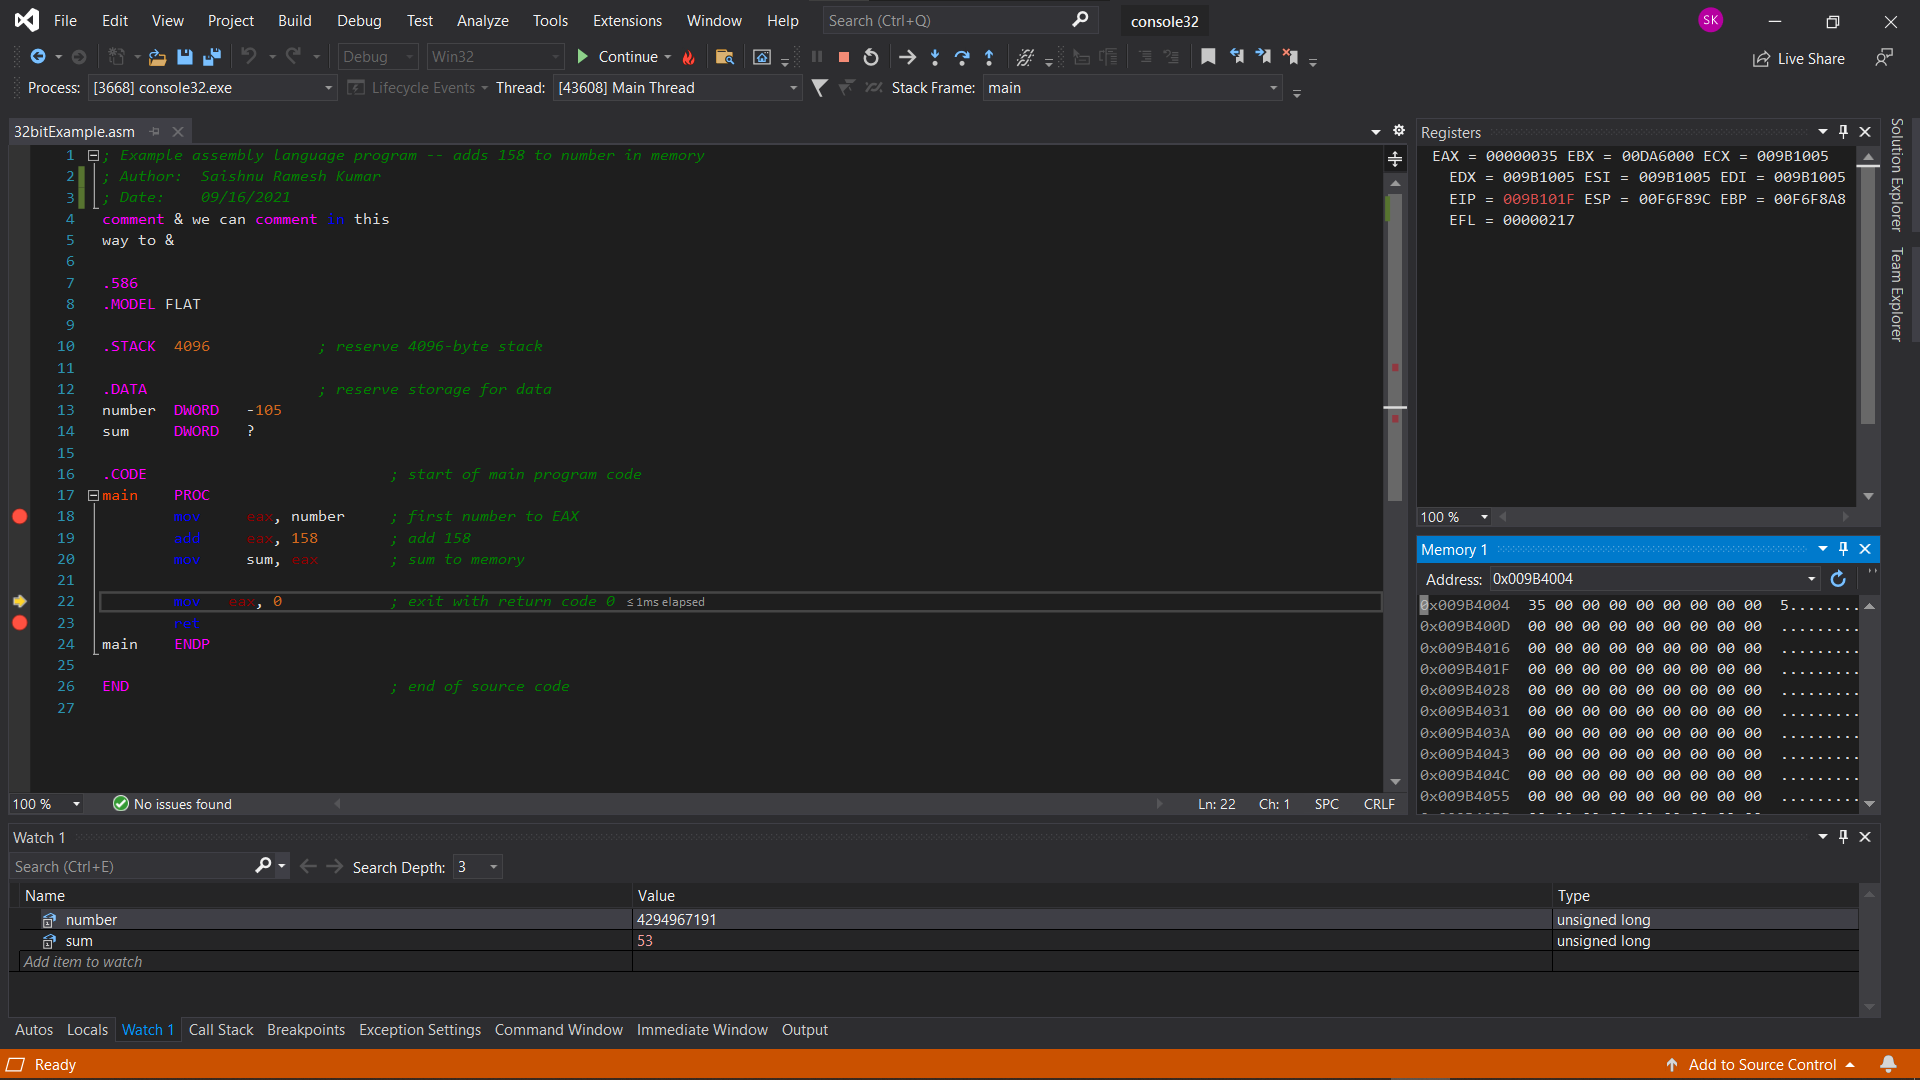 File Edit View Project Build Debug Test Analyze Tools Extensions Window Help Search (Ctrl+Q) console32 SK
Debug Win32 Continue Live Share
Process: [3668] console32.exe Lifecycle Events Thread: [43608] Main Thread Stack Frame: main
32bitExample.asm
1 ; Example assembly language program -- adds 158 to number in memory
2 ; Author:  Saishnu Ramesh Kumar
3 ; Date:    09/16/2021
4 comment & we can comment in this
5 way to &
6
7 .586
8 .MODEL FLAT
9
10 .STACK  4096            ; reserve 4096-byte stack
11
12 .DATA                   ; reserve storage for data
13 number  DWORD   -105
14 sum     DWORD   ?
15
16 .CODE                           ; start of main program code
17 main    PROC
18         mov     eax, number     ; first number to EAX
19         add     eax, 158        ; add 158
20         mov     sum, eax        ; sum to memory
21
22         mov   eax, 0            ; exit with return code 0 ≤1ms elapsed
23         ret
24 main    ENDP
25
26 END                             ; end of source code
27
100 % No issues found Ln: 22 Ch: 1 SPC CRLF
Registers
EAX = 00000035 EBX = 00DA6000 ECX = 009B1005
EDX = 009B1005 ESI = 009B1005 EDI = 009B1005
EIP = 009B101F ESP = 00F6F89C EBP = 00F6F8A8
EFL = 00000217
100 %
Solution Explorer
Team Explorer
Memory 1
Address: 0x009B4004
0x009B4004  35 00 00 00 00 00 00 00 00  5........
0x009B400D  00 00 00 00 00 00 00 00 00  .........
0x009B4016  00 00 00 00 00 00 00 00 00  .........
0x009B401F  00 00 00 00 00 00 00 00 00  .........
0x009B4028  00 00 00 00 00 00 00 00 00  .........
0x009B4031  00 00 00 00 00 00 00 00 00  .........
0x009B403A  00 00 00 00 00 00 00 00 00  .........
0x009B4043  00 00 00 00 00 00 00 00 00  .........
0x009B404C  00 00 00 00 00 00 00 00 00  .........
0x009B4055  00 00 00 00 00 00 00 00 00  .........
Watch 1
Search (Ctrl+E) Search Depth: 3
Name Value Type
number 4294967191 unsigned long
sum 53 unsigned long
Add item to watch
Autos Locals Watch 1 Call Stack Breakpoints Exception Settings Command Window Immediate Window Output
Ready Add to Source Control